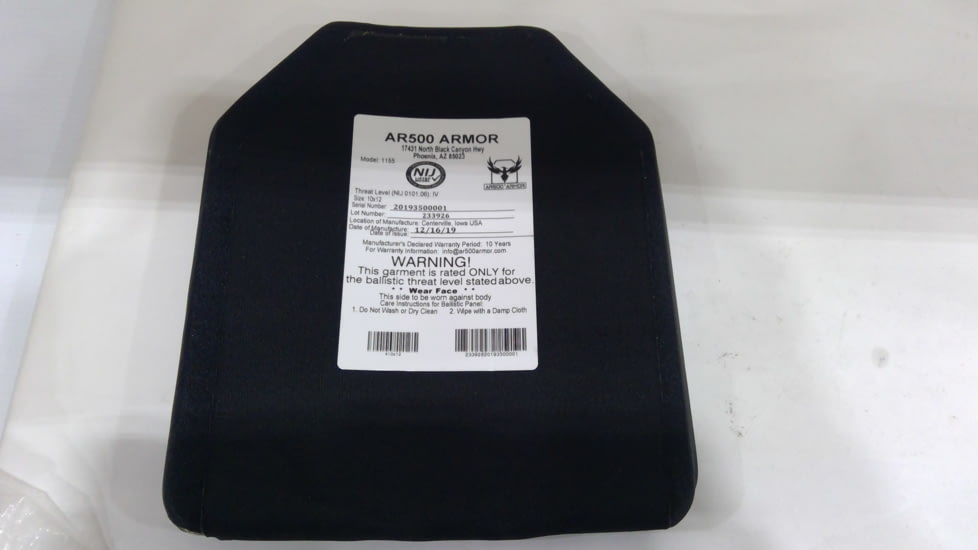 AR500 ARMOR
17431 North Black Canyon Hwy
Phoenix, AZ 85023
Model: 1155
NIJ
AR500 ARMOR
Threat Level (NIJ 0101.06): IV
Size: 10x12
Serial Number: 20193500001
Lot Number: 233926
Location of Manufacture: Centerville, Iowa USA
Date of Manufacture: 12/16/19
Date of Issue:
Manufacturer's Declared Warranty Period: 10 Years
For Warranty Information: info@ar500armor.com
WARNING!
This garment is rated ONLY for
the ballistic threat level stated above.
* * Wear Face * *
This side to be worn against body
Care Instructions for Ballistic Panel:
1. Do Not Wash or Dry Clean 2. Wipe with a Damp Cloth